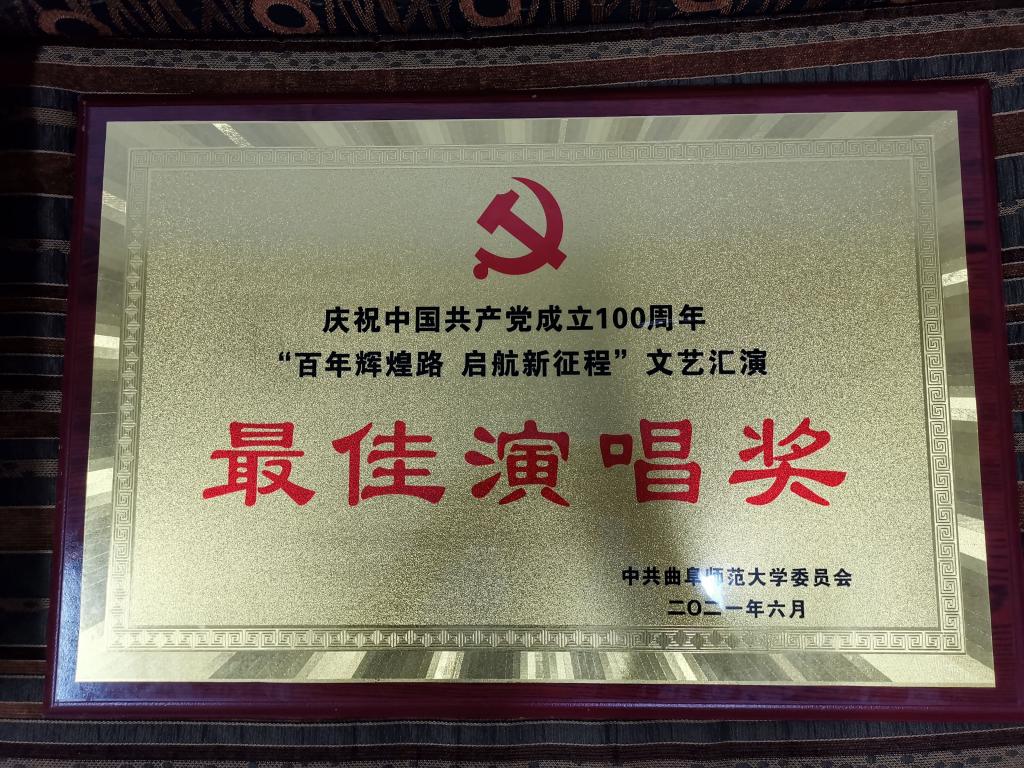 庆祝中国共产党成立100周年
“百年辉煌路 启航新征程”文艺汇演
最佳演唱奖
中共曲阜师范大学委员会
二〇二一年六月